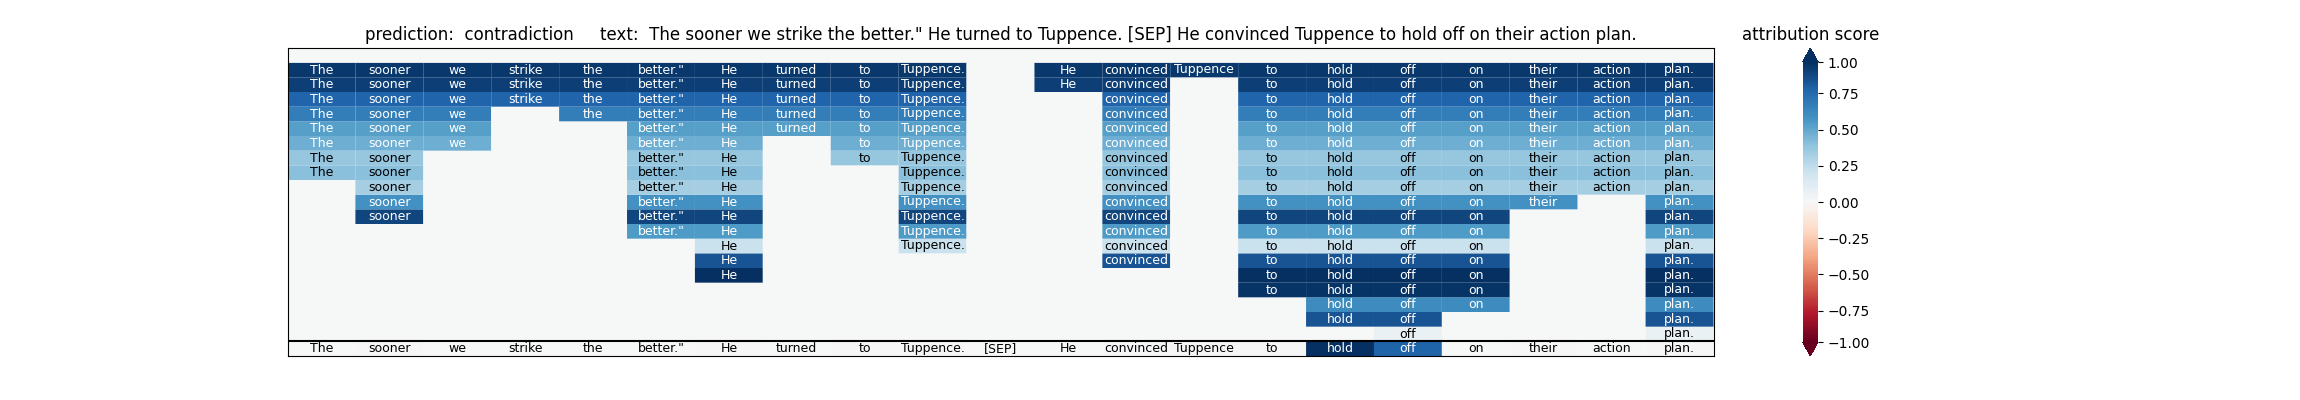 prediction: contradiction text: The sooner we strike the better." He turned to Tuppence. [SEP] He convinced Tuppence to hold off on their action plan. attribution score
The sooner we strike the better." He turned to Tuppence. He convinced Tuppence to hold off on their action plan. 1.00
The sooner we strike the better." He turned to Tuppence. He convinced to hold off on their action plan.
The sooner we strike the better." He turned to Tuppence. convinced to hold off on their action plan. 0.75
The sooner we the better." He turned to Tuppence. convinced to hold off on their action plan.
The sooner we better." He turned to Tuppence. convinced to hold off on their action plan. 0.50
The sooner we better." He to Tuppence. convinced to hold off on their action plan.
The sooner better." He to Tuppence. convinced to hold off on their action plan. 0.25
The sooner better." He Tuppence. convinced to hold off on their action plan.
sooner better." He Tuppence. convinced to hold off on their action plan.
sooner better." He Tuppence. convinced to hold off on their plan. 0.00
sooner better." He Tuppence. convinced to hold off on plan.
better." He Tuppence. convinced to hold off on plan. −0.25
He Tuppence. convinced to hold off on plan.
He convinced to hold off on plan.
He to hold off on plan. −0.50
to hold off on plan.
hold off on plan. −0.75
hold off plan.
off plan.
The sooner we strike the better." He turned to Tuppence. [SEP] He convinced Tuppence to hold off on their action plan. −1.00